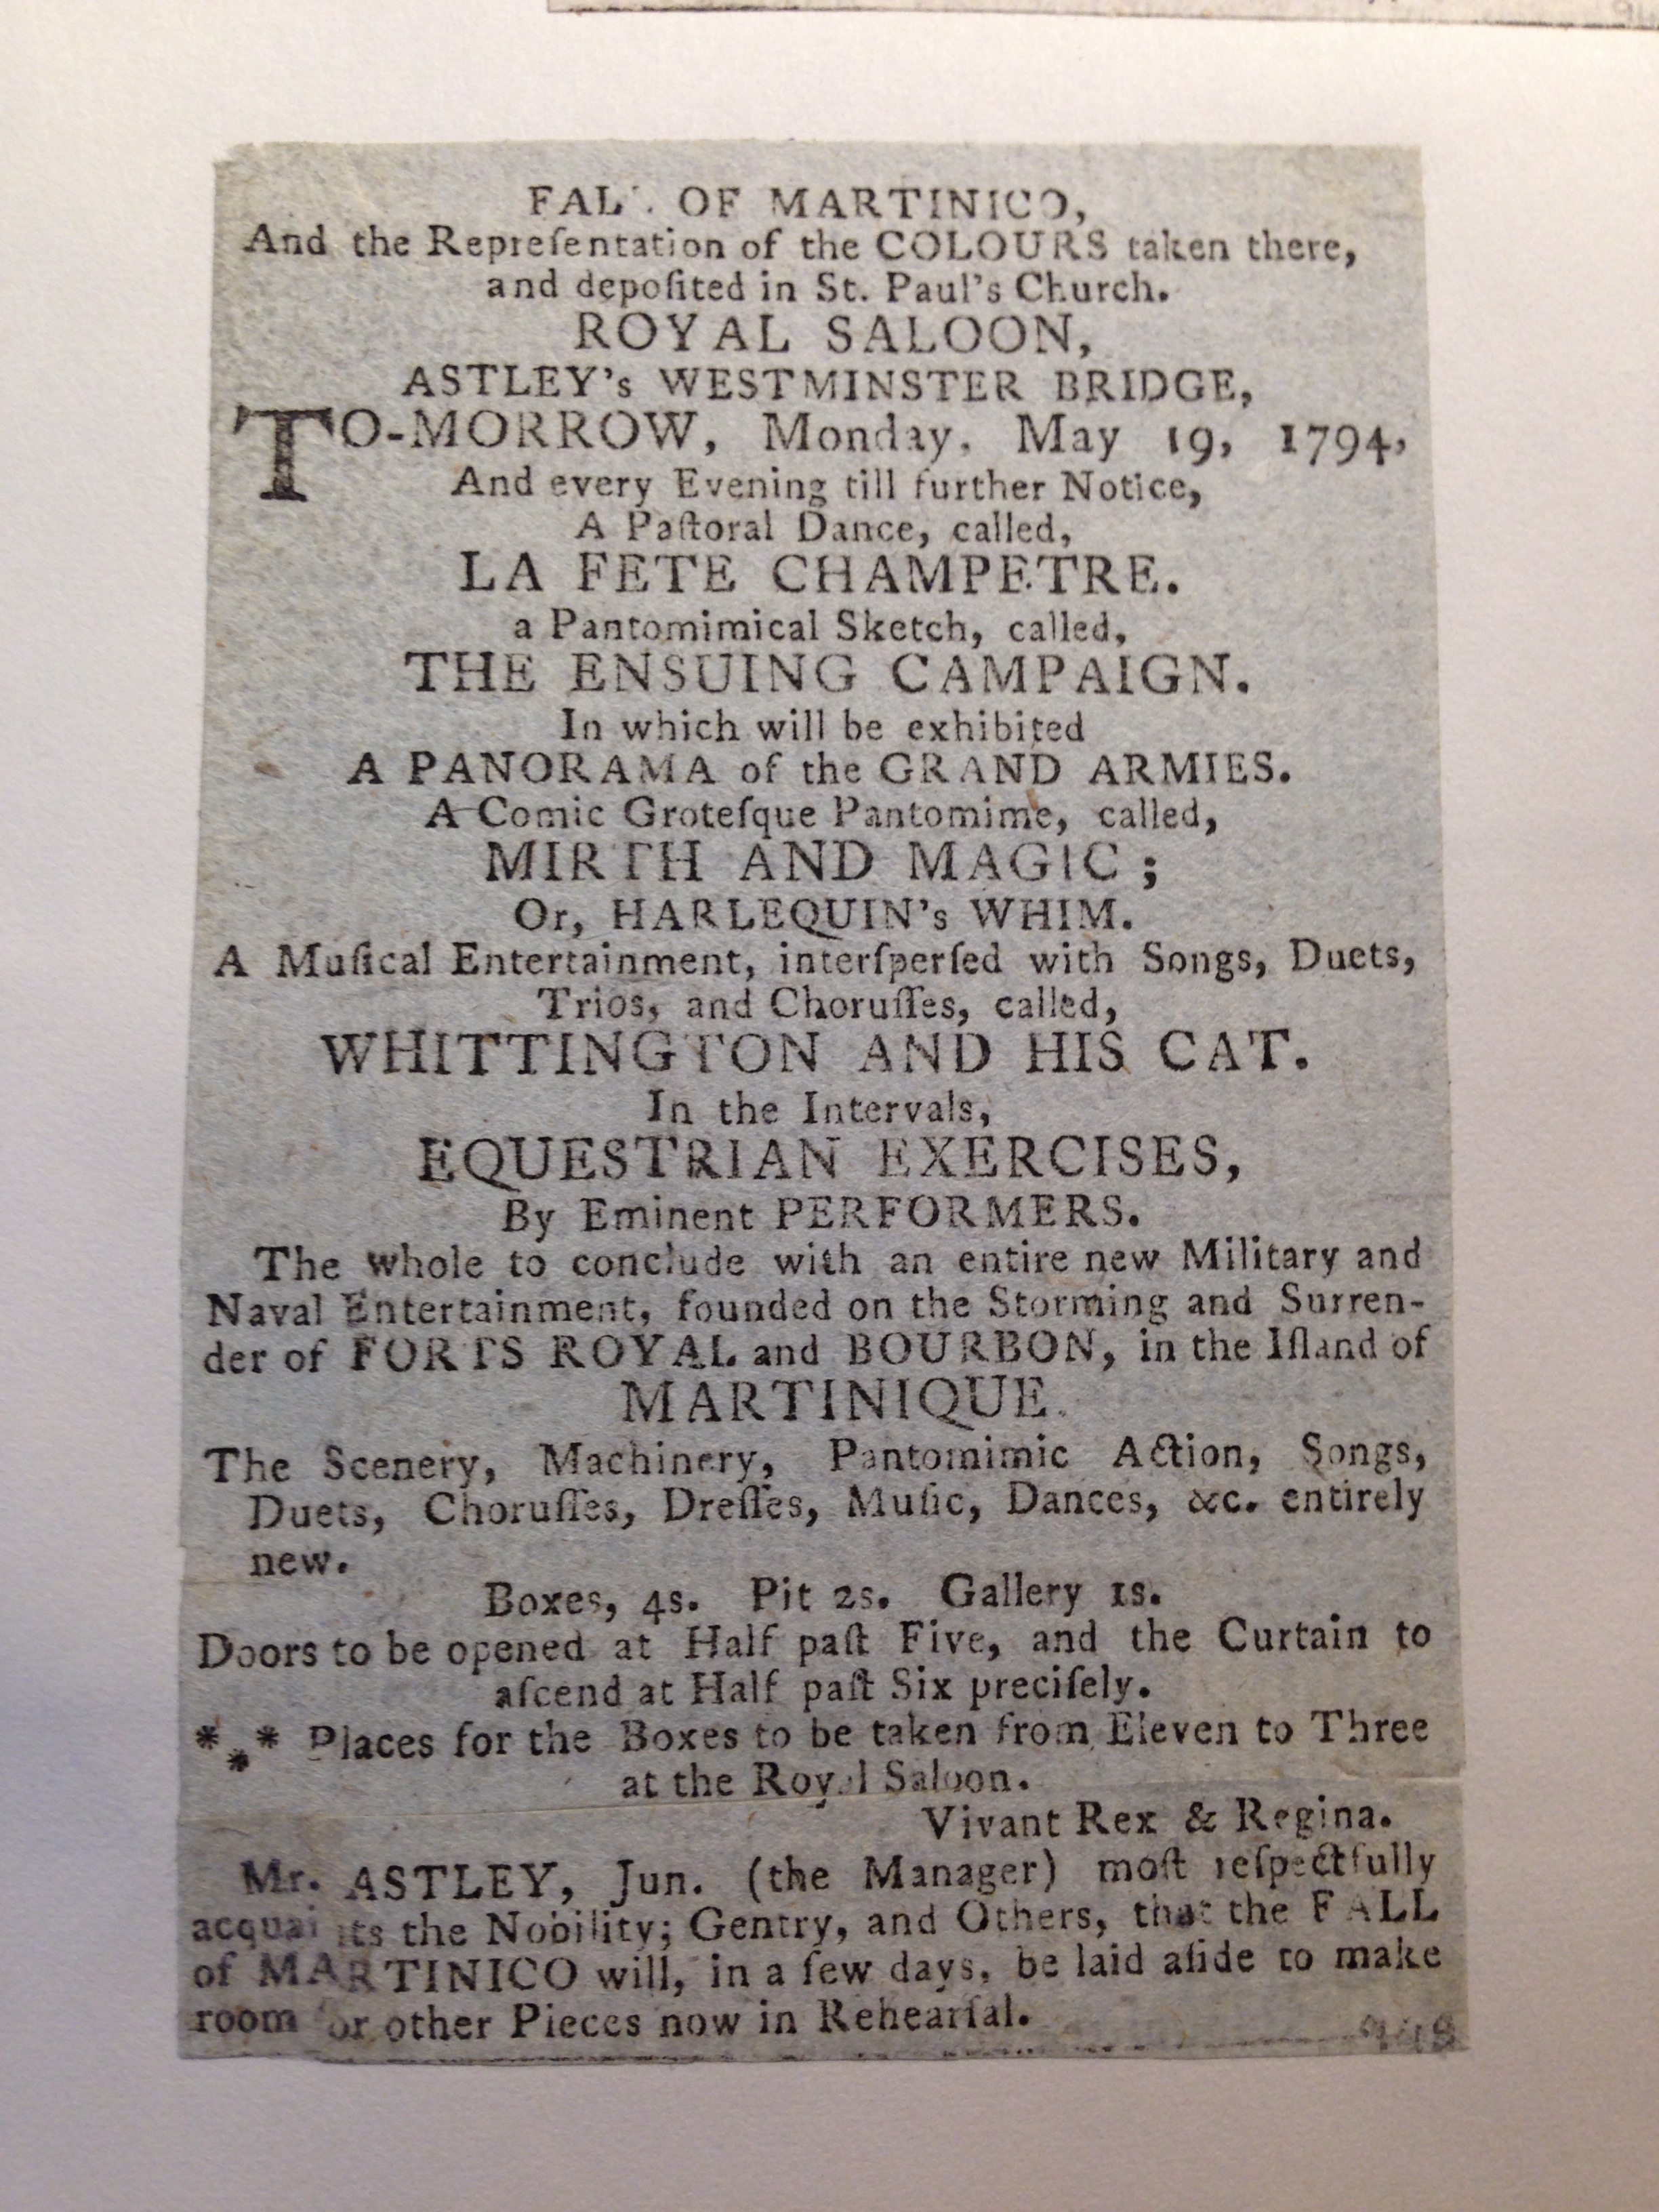 FALL OF MARTINICO,
And the Repreſentation of the COLOURS taken there,
and depoſited in St. Paul's Church.
ROYAL SALOON,
ASTLEY's WESTMINSTER BRIDGE,
TO-MORROW, Monday, May 19, 1794,
And every Evening till further Notice,
A Paſtoral Dance, called,
LA FETE CHAMPETRE.
a Pantomimical Sketch, called,
THE ENSUING CAMPAIGN.
In which will be exhibited
A PANORAMA of the GRAND ARMIES.
A Comic Groteſque Pantomime, called,
MIRTH AND MAGIC;
Or, HARLEQUIN's WHIM.
A Muſical Entertainment, interſperſed with Songs, Duets,
Trios, and Choruſſes, called,
WHITTINGTON AND HIS CAT.
In the Intervals,
EQUESTRIAN EXERCISES,
By Eminent PERFORMERS.
The whole to conclude with an entire new Military and
Naval Entertainment, founded on the Storming and Surren-
der of FORTS ROYAL and BOURBON, in the Iſland of
MARTINIQUE.
The Scenery, Machinery, Pantomimic Action, Songs,
Duets, Choruſſes, Dreſſes, Muſic, Dances, &c. entirely
new.
Boxes, 4s. Pit 2s. Gallery 1s.
Doors to be opened at Half paſt Five, and the Curtain to
aſcend at Half paſt Six preciſely.
*⁎* Places for the Boxes to be taken from Eleven to Three
at the Royal Saloon.
Vivant Rex & Regina.
Mr. ASTLEY, Jun. (the Manager) moſt reſpectfully
acquaints the Nobility; Gentry, and Others, that the FALL
of MARTINICO will, in a few days, be laid aſide to make
room for other Pieces now in Rehearſal.